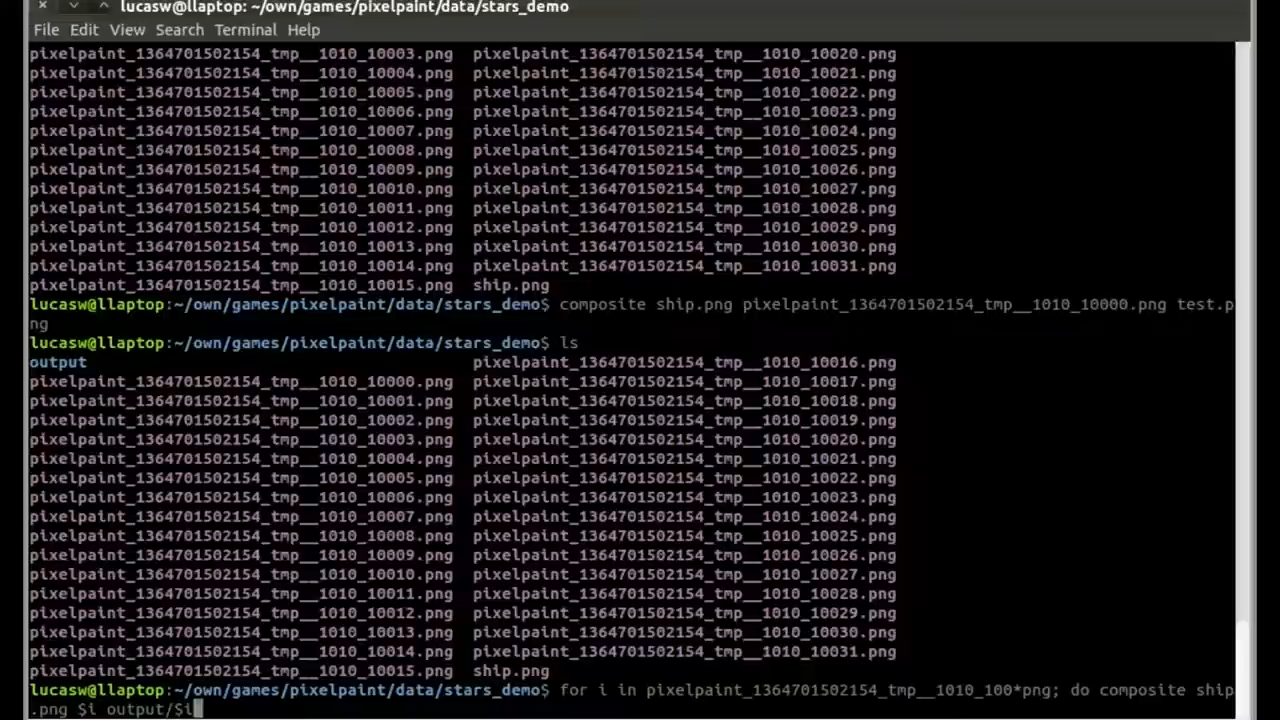 lucasw@llaptop: ~/own/games/pixelpaint/data/stars_demo
File Edit View Search Terminal Help
pixelpaint_1364701502154_tmp__1010_10003.png pixelpaint_1364701502154_tmp__1010_10020.png
pixelpaint_1364701502154_tmp__1010_10004.png pixelpaint_1364701502154_tmp__1010_10021.png
pixelpaint_1364701502154_tmp__1010_10005.png pixelpaint_1364701502154_tmp__1010_10022.png
pixelpaint_1364701502154_tmp__1010_10006.png pixelpaint_1364701502154_tmp__1010_10023.png
pixelpaint_1364701502154_tmp__1010_10007.png pixelpaint_1364701502154_tmp__1010_10024.png
pixelpaint_1364701502154_tmp__1010_10008.png pixelpaint_1364701502154_tmp__1010_10025.png
pixelpaint_1364701502154_tmp__1010_10009.png pixelpaint_1364701502154_tmp__1010_10026.png
pixelpaint_1364701502154_tmp__1010_10010.png pixelpaint_1364701502154_tmp__1010_10027.png
pixelpaint_1364701502154_tmp__1010_10011.png pixelpaint_1364701502154_tmp__1010_10028.png
pixelpaint_1364701502154_tmp__1010_10012.png pixelpaint_1364701502154_tmp__1010_10029.png
pixelpaint_1364701502154_tmp__1010_10013.png pixelpaint_1364701502154_tmp__1010_10030.png
pixelpaint_1364701502154_tmp__1010_10014.png pixelpaint_1364701502154_tmp__1010_10031.png
pixelpaint_1364701502154_tmp__1010_10015.png ship.png
lucasw@llaptop:~/own/games/pixelpaint/data/stars_demo$ composite ship.png pixelpaint_1364701502154_tmp__1010_10000.png test.p
ng
lucasw@llaptop:~/own/games/pixelpaint/data/stars_demo$ ls
output pixelpaint_1364701502154_tmp__1010_10016.png
pixelpaint_1364701502154_tmp__1010_10000.png pixelpaint_1364701502154_tmp__1010_10017.png
pixelpaint_1364701502154_tmp__1010_10001.png pixelpaint_1364701502154_tmp__1010_10018.png
pixelpaint_1364701502154_tmp__1010_10002.png pixelpaint_1364701502154_tmp__1010_10019.png
pixelpaint_1364701502154_tmp__1010_10003.png pixelpaint_1364701502154_tmp__1010_10020.png
pixelpaint_1364701502154_tmp__1010_10004.png pixelpaint_1364701502154_tmp__1010_10021.png
pixelpaint_1364701502154_tmp__1010_10005.png pixelpaint_1364701502154_tmp__1010_10022.png
pixelpaint_1364701502154_tmp__1010_10006.png pixelpaint_1364701502154_tmp__1010_10023.png
pixelpaint_1364701502154_tmp__1010_10007.png pixelpaint_1364701502154_tmp__1010_10024.png
pixelpaint_1364701502154_tmp__1010_10008.png pixelpaint_1364701502154_tmp__1010_10025.png
pixelpaint_1364701502154_tmp__1010_10009.png pixelpaint_1364701502154_tmp__1010_10026.png
pixelpaint_1364701502154_tmp__1010_10010.png pixelpaint_1364701502154_tmp__1010_10027.png
pixelpaint_1364701502154_tmp__1010_10011.png pixelpaint_1364701502154_tmp__1010_10028.png
pixelpaint_1364701502154_tmp__1010_10012.png pixelpaint_1364701502154_tmp__1010_10029.png
pixelpaint_1364701502154_tmp__1010_10013.png pixelpaint_1364701502154_tmp__1010_10030.png
pixelpaint_1364701502154_tmp__1010_10014.png pixelpaint_1364701502154_tmp__1010_10031.png
pixelpaint_1364701502154_tmp__1010_10015.png ship.png
lucasw@llaptop:~/own/games/pixelpaint/data/stars_demo$ for i in pixelpaint_1364701502154_tmp__1010_100*png; do composite ship
.png $i output/$i